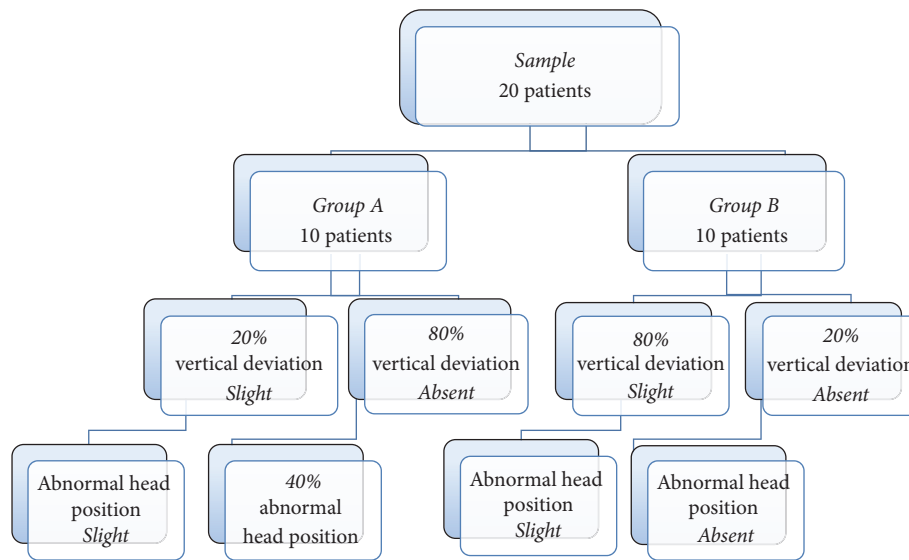 Sample
20 patients
Group A
10 patients
Group B
10 patients
20%
vertical deviation
Slight
80%
vertical deviation
Absent
80%
vertical deviation
Slight
20%
vertical deviation
Absent
Abnormal head
position
Slight
40%
abnormal
head position
Abnormal head
position
Slight
Abnormal head
position
Absent